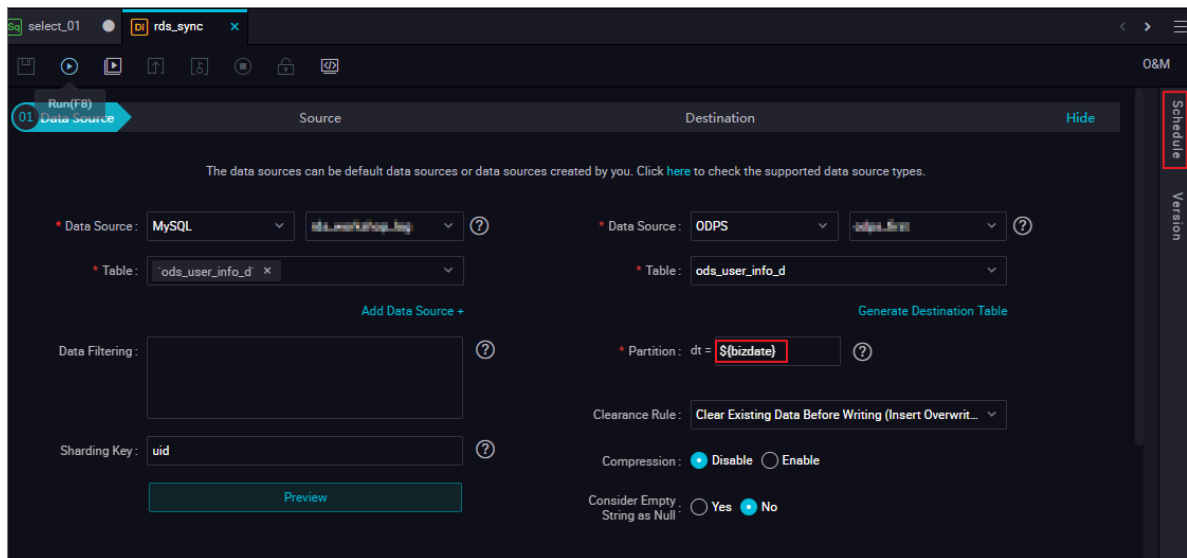 Sq select_01 Di rds_sync ×
O&M
Run(F8)
01 Data Source Source Destination Hide
Schedule
Version
The data sources can be default data sources or data sources created by you. Click here to check the supported data source types.
* Data Source : MySQL ? * Data Source : ODPS ?
* Table : `ods_user_info_d` × * Table : ods_user_info_d
Add Data Source + Generate Destination Table
Data Filtering : ? * Partition : dt = ${bizdate} ?
Clearance Rule : Clear Existing Data Before Writing (Insert Overwrit...
Sharding Key : uid ? Compression : Disable Enable
Preview
Consider Empty String as Null : Yes No